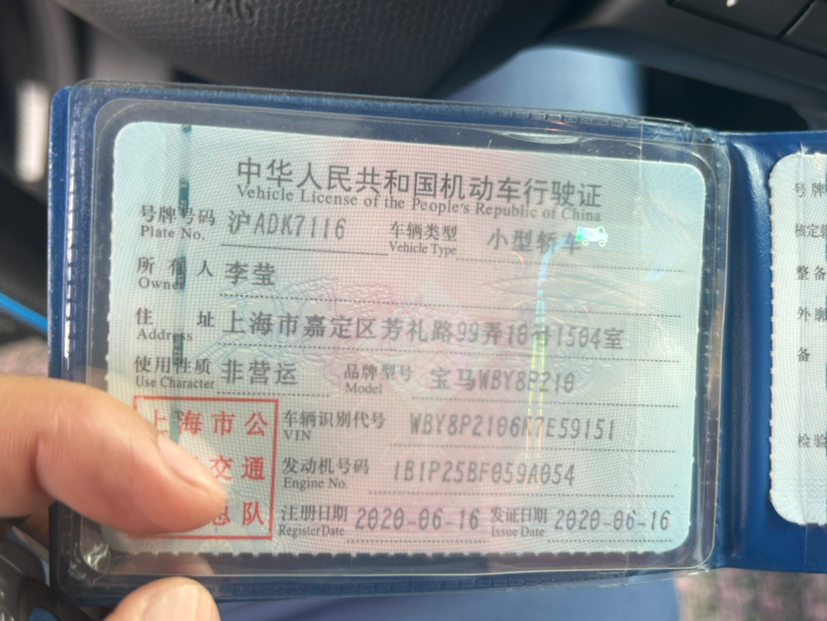 中华人民共和国机动车行驶证
Vehicle License of the People's Republic of China
号牌号码 沪ADK7116 车辆类型 小型轿车
Plate No. Vehicle Type
所有人 李莹
Owner
住址 上海市嘉定区芳礼路99弄10号1504室
Address
使用性质 非营运 品牌型号 宝马WBY8P210
Use Character Model
上海市公 车辆识别代号 WBY8P2106K7E59151
VIN
交通 发动机号码 IB1P25BF059A054
Engine No.
总队 注册日期 2020-06-16 发证日期 2020-06-16
Register Date Issue Date
号牌
核定
整备
外廓
备
检验